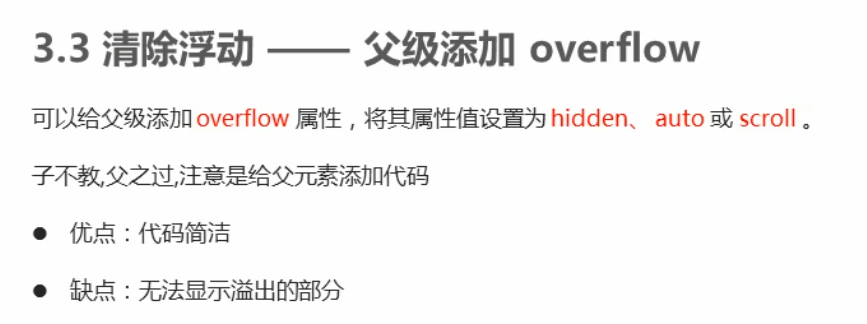 3.3 清除浮动 —— 父级添加 overflow
可以给父级添加 overflow 属性，将其属性值设置为 hidden、 auto 或 scroll 。
子不教,父之过,注意是给父元素添加代码
● 优点：代码简洁
● 缺点：无法显示溢出的部分